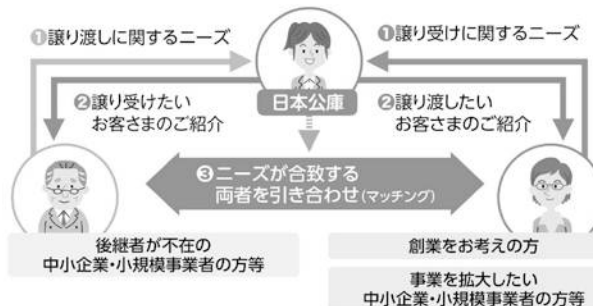 ❶譲り渡しに関するニーズ
❶譲り受けに関するニーズ
日本公庫
❷譲り受けたい
お客さまのご紹介
❷譲り渡したい
お客さまのご紹介
❸ニーズが合致する
両者を引き合わせ(マッチング)
後継者が不在の
中小企業・小規模事業者の方等
創業をお考えの方
事業を拡大したい
中小企業・小規模事業者の方等